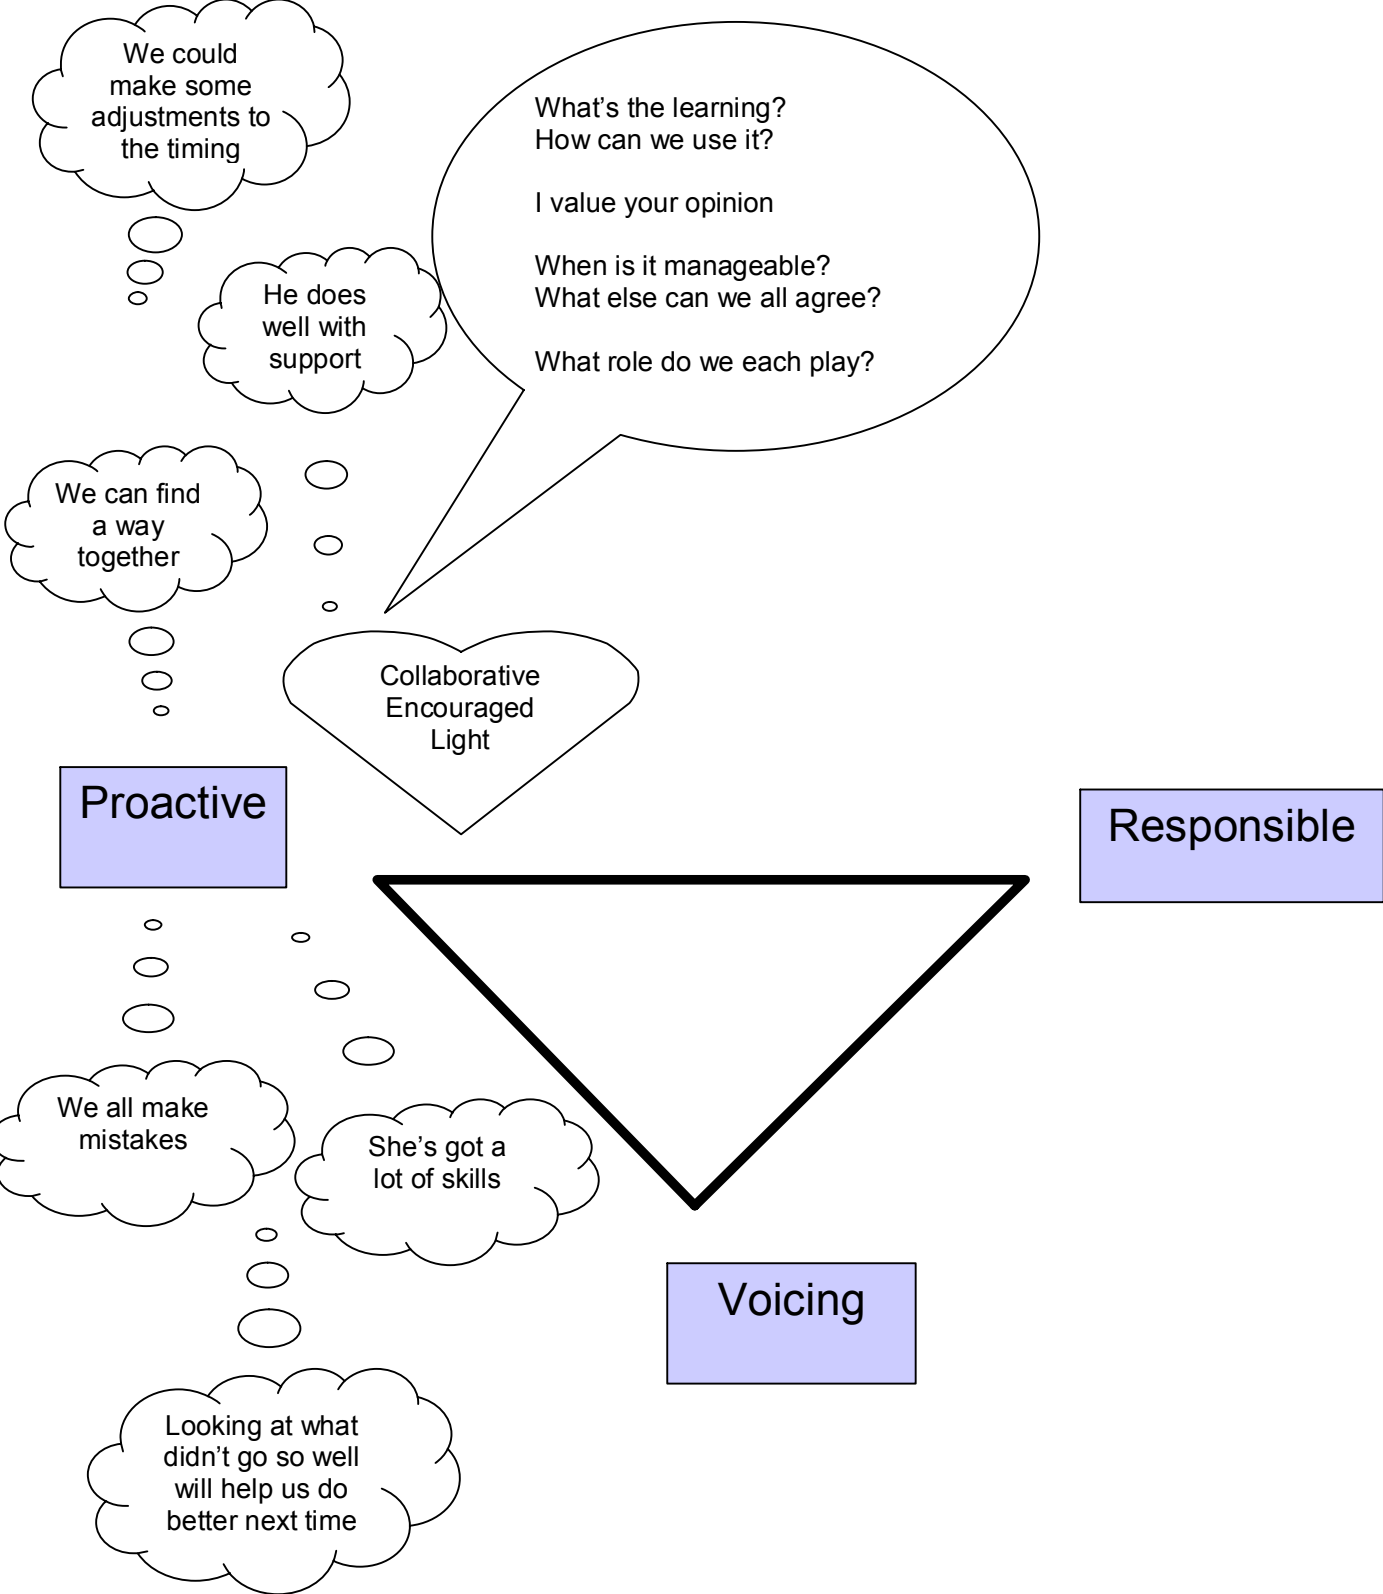 We could
make some
adjustments to
the timing
What’s the learning?
How can we use it?
I value your opinion
When is it manageable?
What else can we all agree?
What role do we each play?
He does
well with
support
We can find
a way
together
Collaborative
Encouraged
Light
Proactive
Responsible
We all make
mistakes
She’s got a
lot of skills
Voicing
Looking at what
didn’t go so well
will help us do
better next time